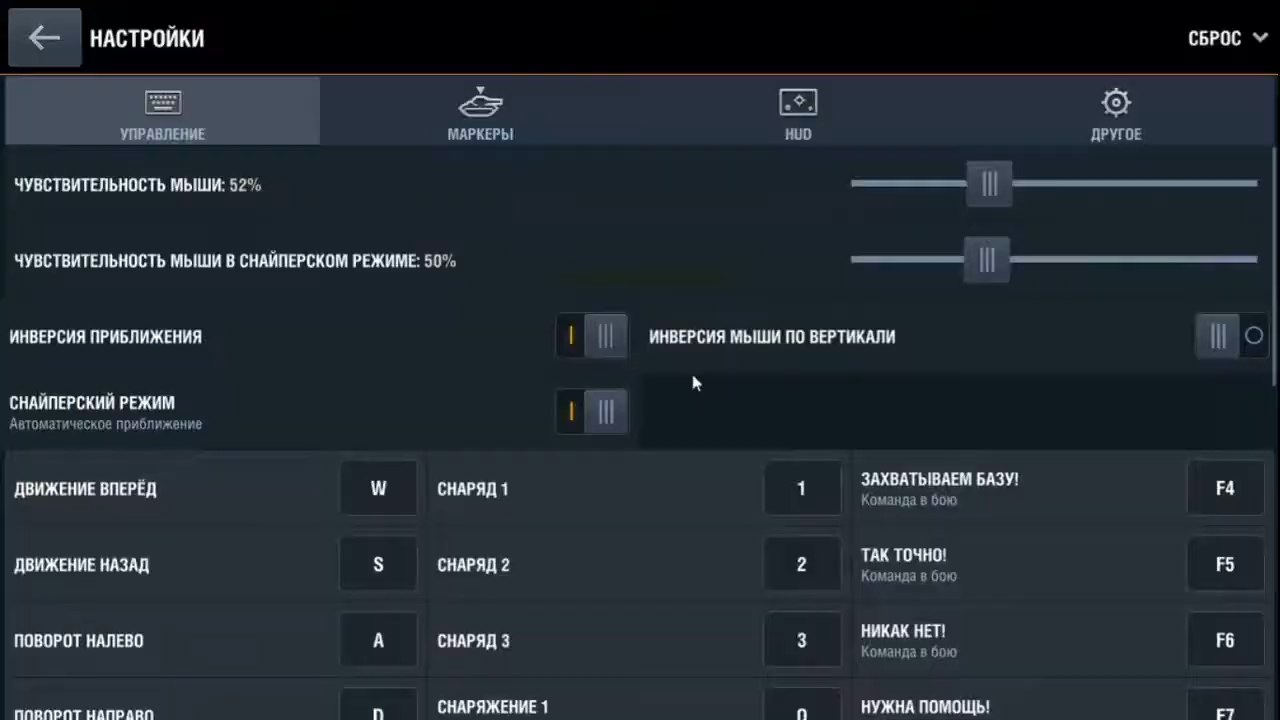 НАСТРОЙКИ
СБРОС
УПРАВЛЕНИЕ
МАРКЕРЫ
HUD
ДРУГОЕ
ЧУВСТВИТЕЛЬНОСТЬ МЫШИ: 52%
ЧУВСТВИТЕЛЬНОСТЬ МЫШИ В СНАЙПЕРСКОМ РЕЖИМЕ: 50%
ИНВЕРСИЯ ПРИБЛИЖЕНИЯ
ИНВЕРСИЯ МЫШИ ПО ВЕРТИКАЛИ
СНАЙПЕРСКИЙ РЕЖИМ
Автоматическое приближение
ДВИЖЕНИЕ ВПЕРЁД
W
СНАРЯД 1
1
ЗАХВАТЫВАЕМ БАЗУ!
Команда в бою
F4
ДВИЖЕНИЕ НАЗАД
S
СНАРЯД 2
2
ТАК ТОЧНО!
Команда в бою
F5
ПОВОРОТ НАЛЕВО
A
СНАРЯД 3
3
НИКАК НЕТ!
Команда в бою
F6
ПОВОРОТ НАПРАВО
D
СНАРЯЖЕНИЕ 1
НУЖНА ПОМОЩЬ!
F7